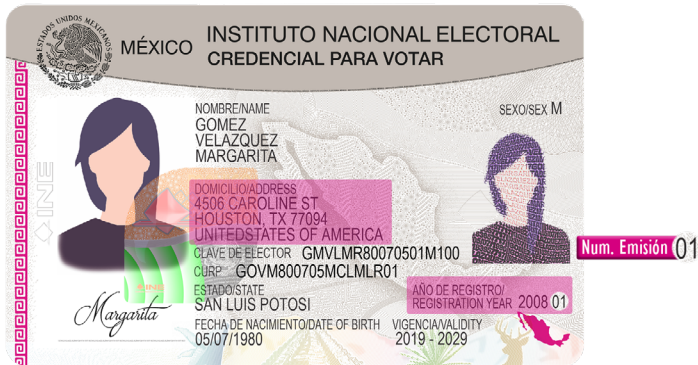 ESTADOS UNIDOS MEXICANOS
MÉXICO
INSTITUTO NACIONAL ELECTORAL
CREDENCIAL PARA VOTAR
NOMBRE/NAME
SEXO/SEX M
GOMEZ
VELAZQUEZ
MARGARITA
INE
DOMICILIO/ADDRESS
4506 CAROLINE ST
HOUSTON, TX 77094
UNITEDSTATES OF AMERICA
Num. Emisión 01
CLAVE DE ELECTOR GMVLMR80070501M100
CURP GOVM800705MCLMLR01
INE
ESTADO/STATE
SAN LUIS POTOSI
AÑO DE REGISTRO/
REGISTRATION YEAR 2008 01
Margarita
FECHA DE NACIMIENTO/DATE OF BIRTH
05/07/1980
VIGENCIA/VALIDITY
2019 - 2029